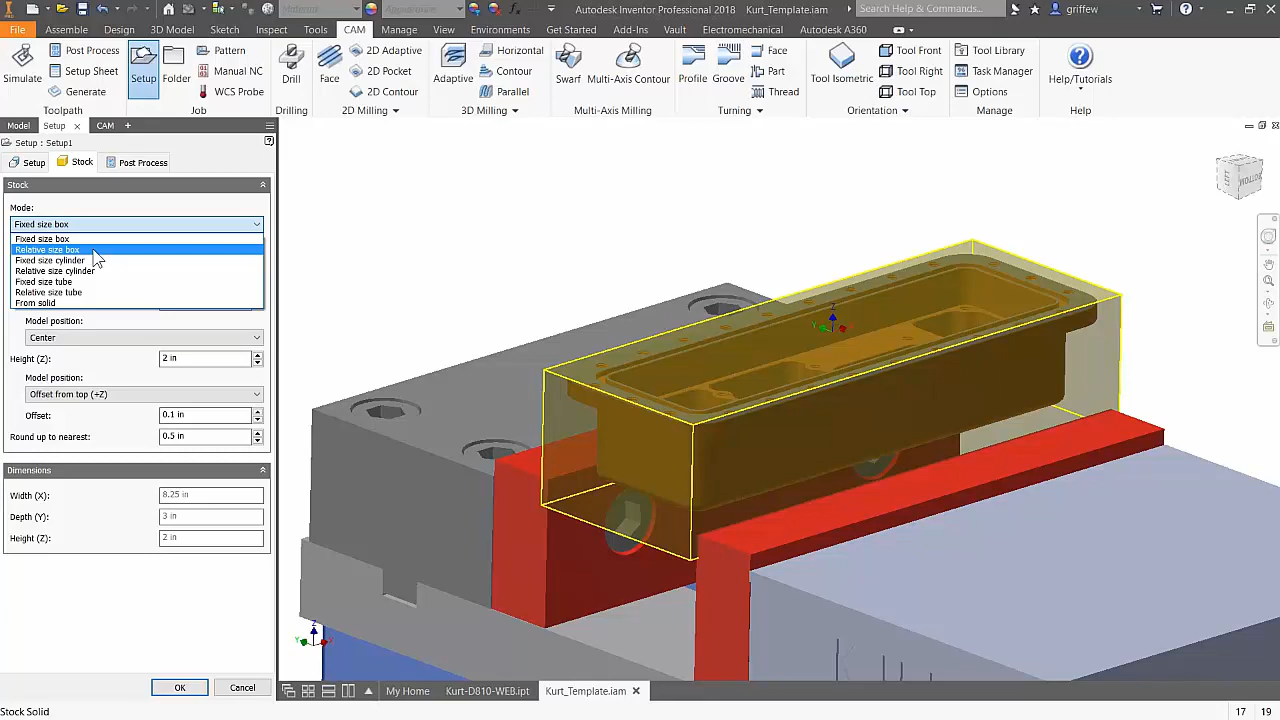 Material
Appearance
Autodesk Inventor Professional 2018 Kurt_Template.iam
Search Help & Commands...
griffew
File Assemble Design 3D Model Sketch Inspect Tools CAM Manage View Environments Get Started Add-Ins Vault Electromechanical Autodesk A360
Simulate
Post Process
Setup Sheet
Generate
Toolpath
Setup
Folder
Pattern
Manual NC
WCS Probe
Job
Drill
Drilling
Face
2D Adaptive
2D Pocket
2D Contour
2D Milling
Adaptive
Horizontal
Contour
Parallel
3D Milling
Swarf
Multi-Axis Contour
Multi-Axis Milling
Profile
Groove
Face
Part
Thread
Turning
Tool Isometric
Tool Front
Tool Right
Tool Top
Orientation
Tool Library
Task Manager
Options
Manage
Help/Tutorials
Help
Model Setup x CAM +
Setup : Setup1
Setup Stock Post Process
Stock
Mode:
Fixed size box
Fixed size box
Relative size box
Fixed size cylinder
Relative size cylinder
Fixed size tube
Relative size tube
From solid
Model position:
Center
Height (Z): 2 in
Model position:
Offset from top (+Z)
Offset: 0.1 in
Round up to nearest: 0.5 in
Dimensions
Width (X): 8.25 in
Depth (Y): 3 in
Height (Z): 2 in
OK Cancel
BOTTOM
Z
Y
Z
Y
X
My Home Kurt-D810-WEB.ipt Kurt_Template.iam
Stock Solid
17 19